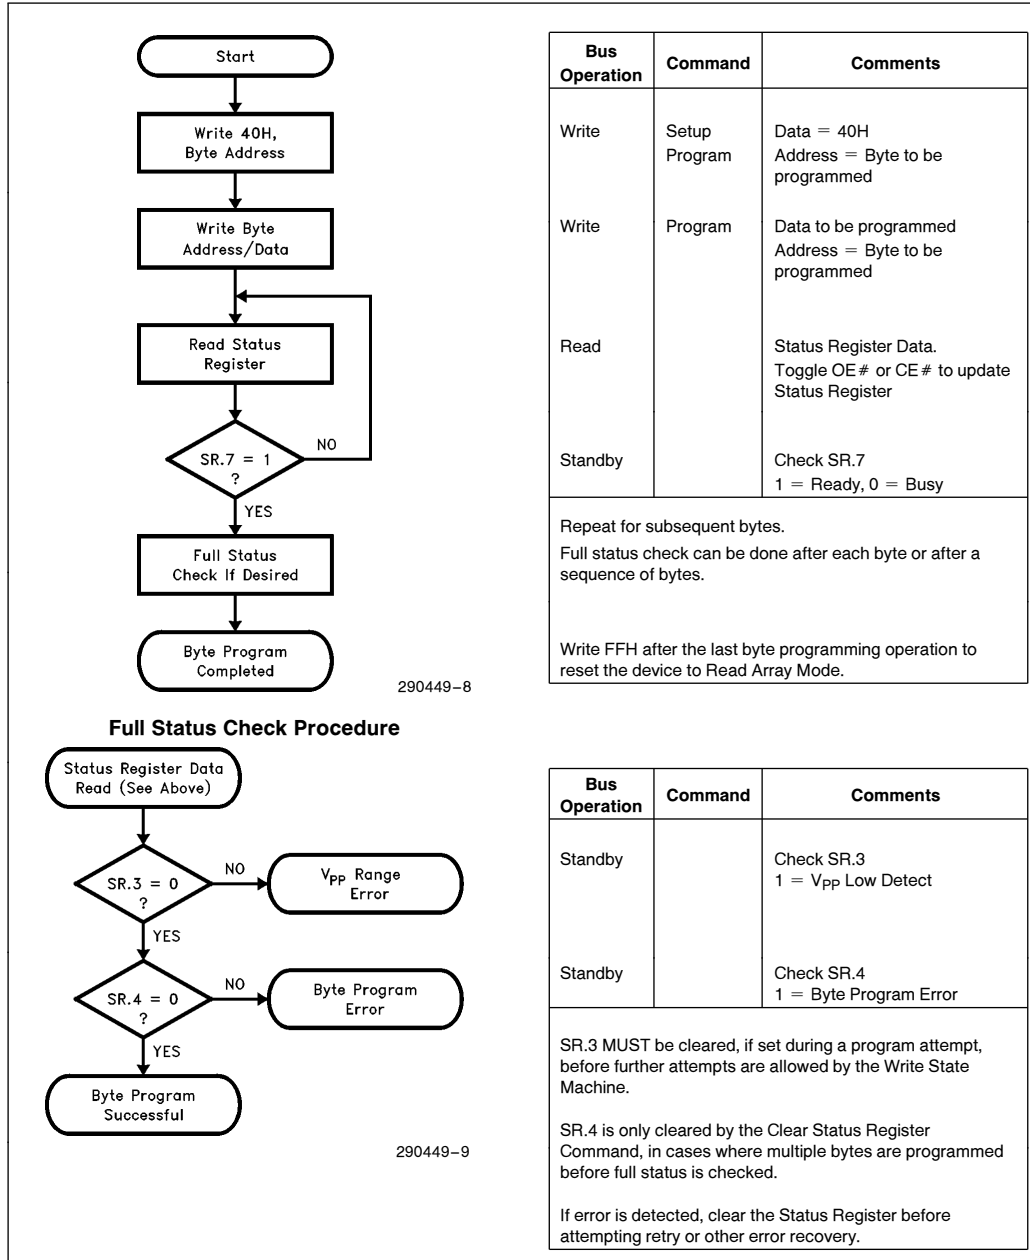 Start
Write 40H,
Byte Address
Write Byte
Address/Data
Read Status
Register
SR.7 = 1
?
NO
YES
Full Status
Check If Desired
Byte Program
Completed
290449-8
Bus
Operation
Command
Comments
Write
Setup
Program
Data = 40H
Address = Byte to be
programmed
Write
Program
Data to be programmed
Address = Byte to be
programmed
Read
Status Register Data.
Toggle OE# or CE# to update
Status Register
Standby
Check SR.7
1 = Ready, 0 = Busy
Repeat for subsequent bytes.
Full status check can be done after each byte or after a
sequence of bytes.
Write FFH after the last byte programming operation to
reset the device to Read Array Mode.
Full Status Check Procedure
Status Register Data
Read (See Above)
SR.3 = 0
?
NO
VPP Range
Error
YES
SR.4 = 0
?
NO
Byte Program
Error
YES
Byte Program
Successful
290449-9
Bus
Operation
Command
Comments
Standby
Check SR.3
1 = VPP Low Detect
Standby
Check SR.4
1 = Byte Program Error
SR.3 MUST be cleared, if set during a program attempt,
before further attempts are allowed by the Write State
Machine.
SR.4 is only cleared by the Clear Status Register
Command, in cases where multiple bytes are programmed
before full status is checked.
If error is detected, clear the Status Register before
attempting retry or other error recovery.